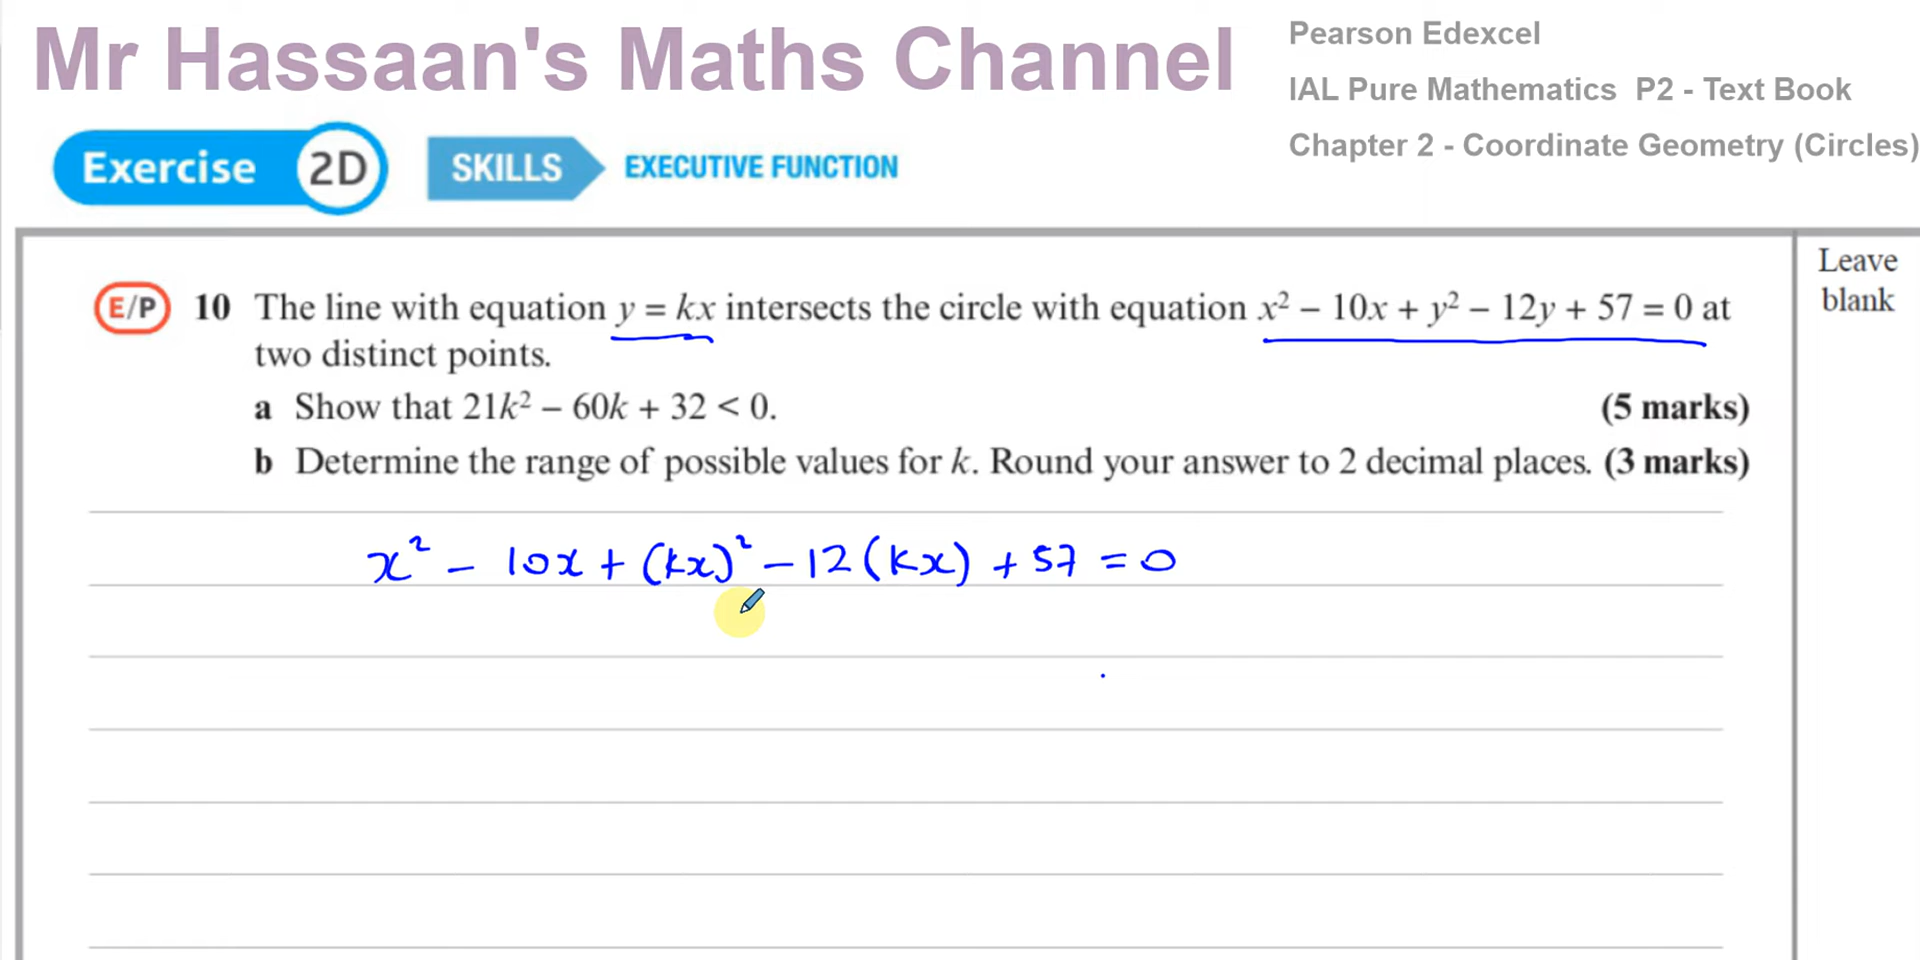 Mr Hassaan's Maths Channel
Pearson Edexcel
IAL Pure Mathematics P2 - Text Book
Chapter 2 - Coordinate Geometry (Circles)
Exercise 2D SKILLS EXECUTIVE FUNCTION
Leave
blank
E/P 10 The line with equation y = kx intersects the circle with equation x² − 10x + y² − 12y + 57 = 0 at
two distinct points.
a Show that 21k² − 60k + 32 < 0. (5 marks)
b Determine the range of possible values for k. Round your answer to 2 decimal places. (3 marks)
x² − 10x + (kx)² − 12(kx) + 57 = 0